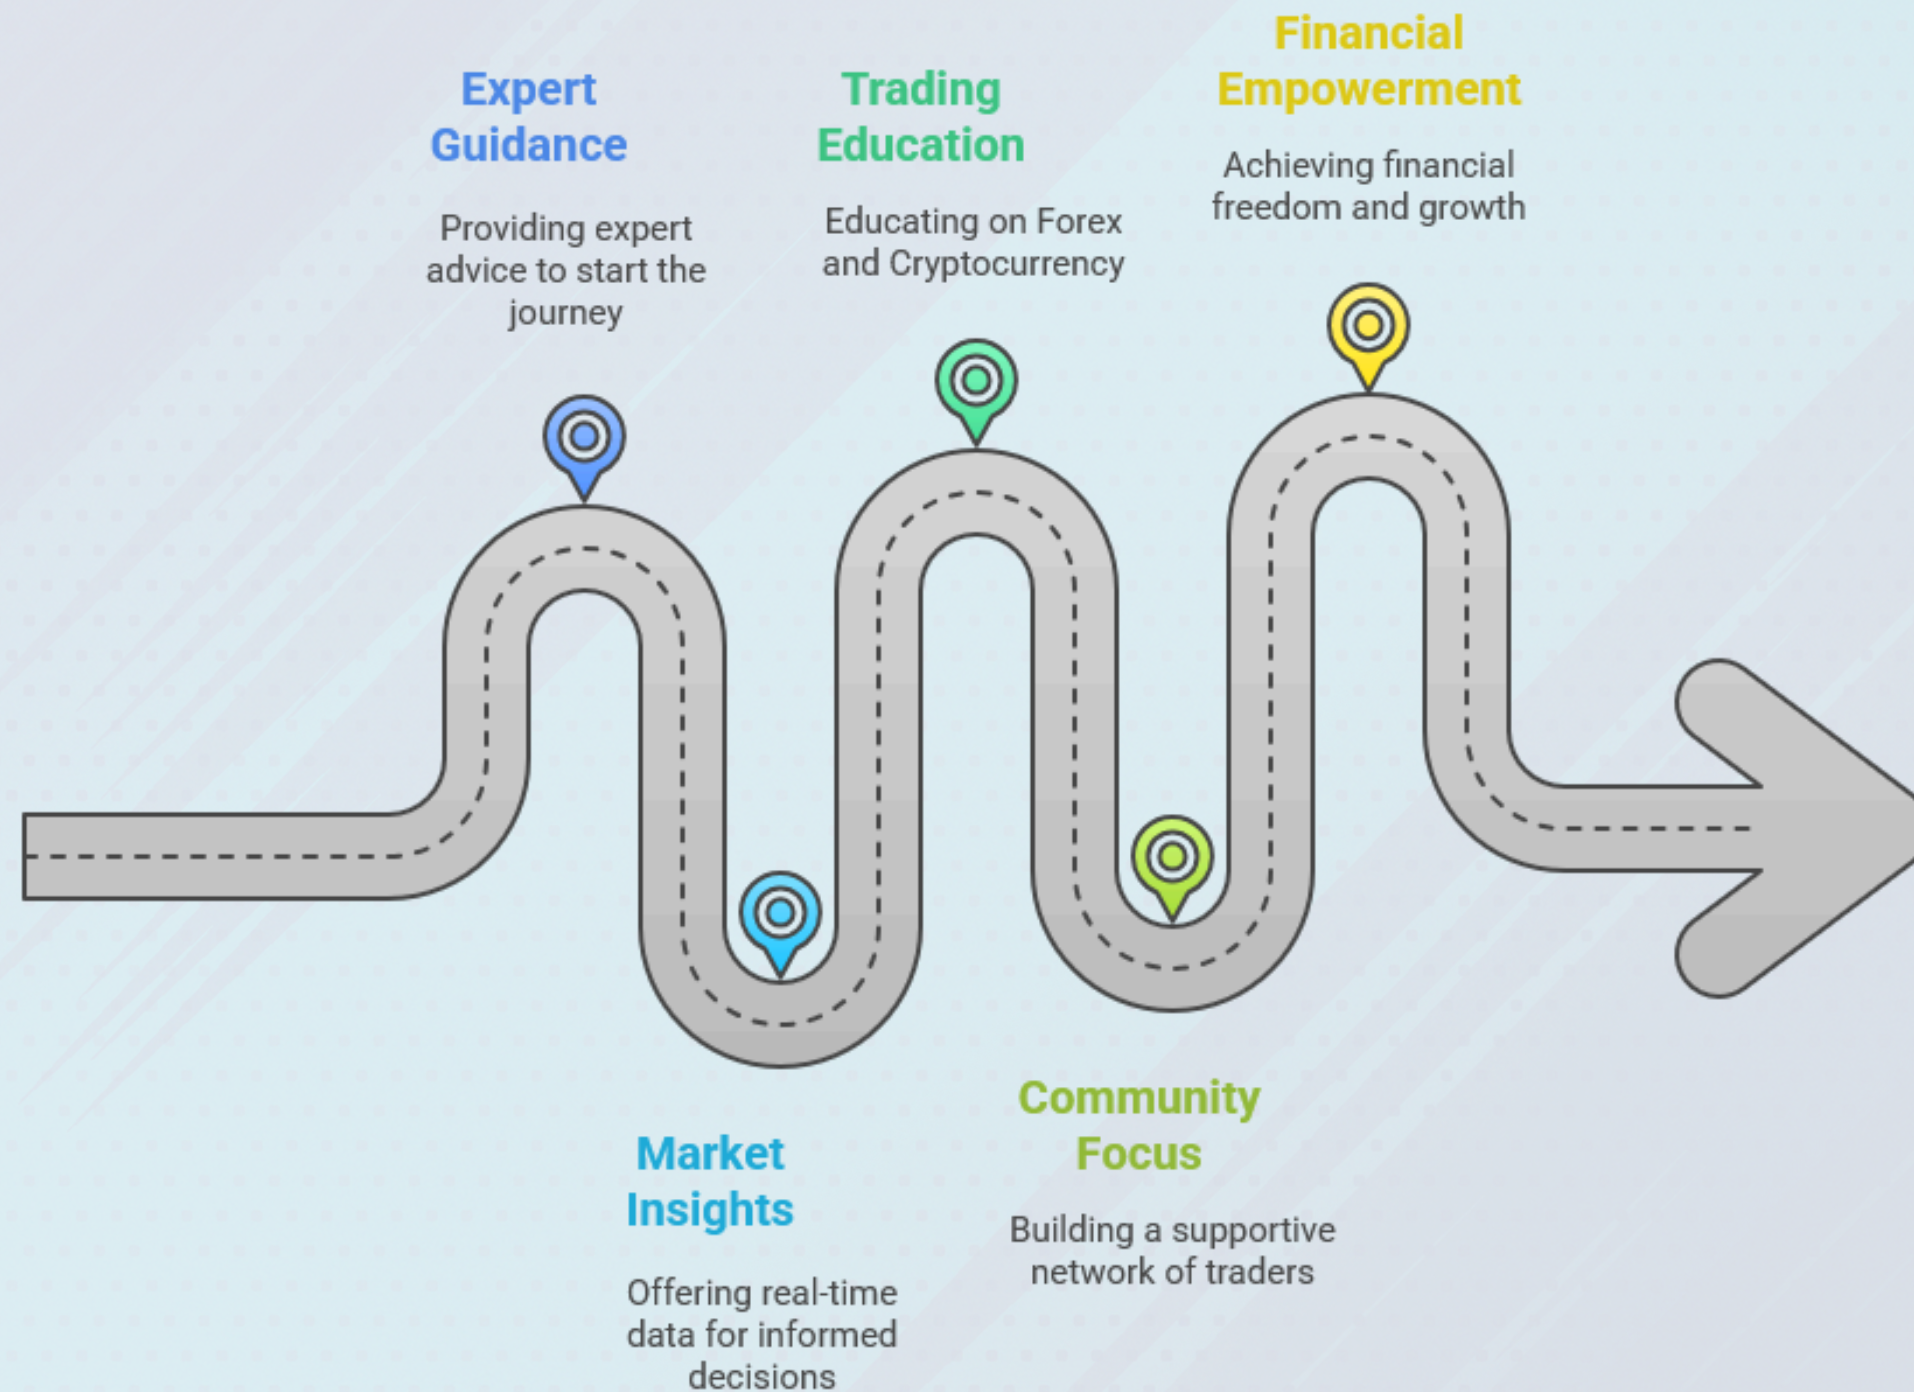 Expert
Guidance
Providing expert
advice to start the
journey
Trading
Education
Educating on Forex
and Cryptocurrency
Financial
Empowerment
Achieving financial
freedom and growth
Market
Insights
Offering real-time
data for informed
decisions
Community
Focus
Building a supportive
network of traders